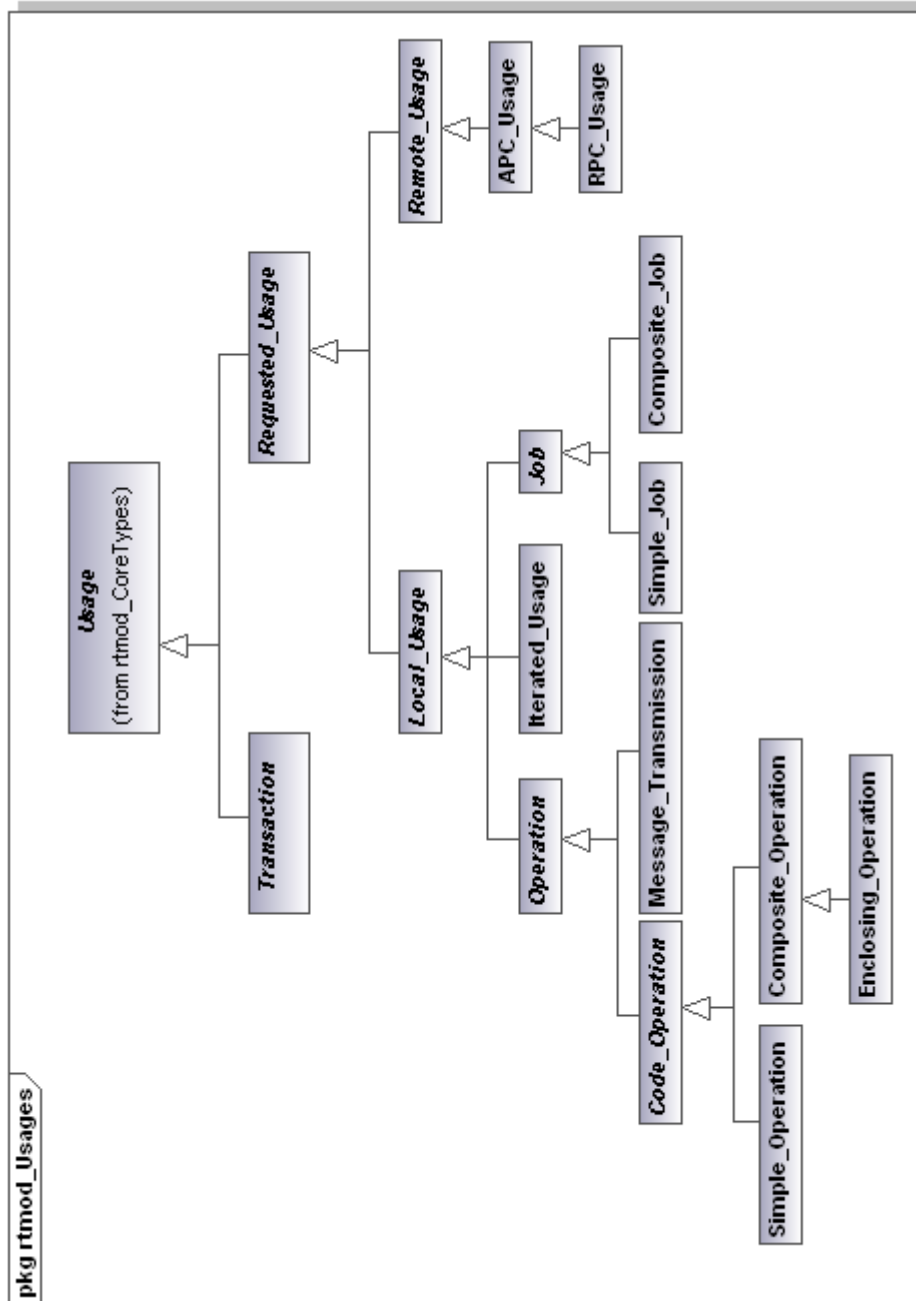 pkg rtmod_Usages
Usage
(from rtmod_CoreTypes)
Transaction
Requested_Usage
Local_Usage
Remote_Usage
Operation
Iterated_Usage
Job
APC_Usage
RPC_Usage
Code_Operation
Message_Transmission
Simple_Job
Composite_Job
Simple_Operation
Composite_Operation
Enclosing_Operation